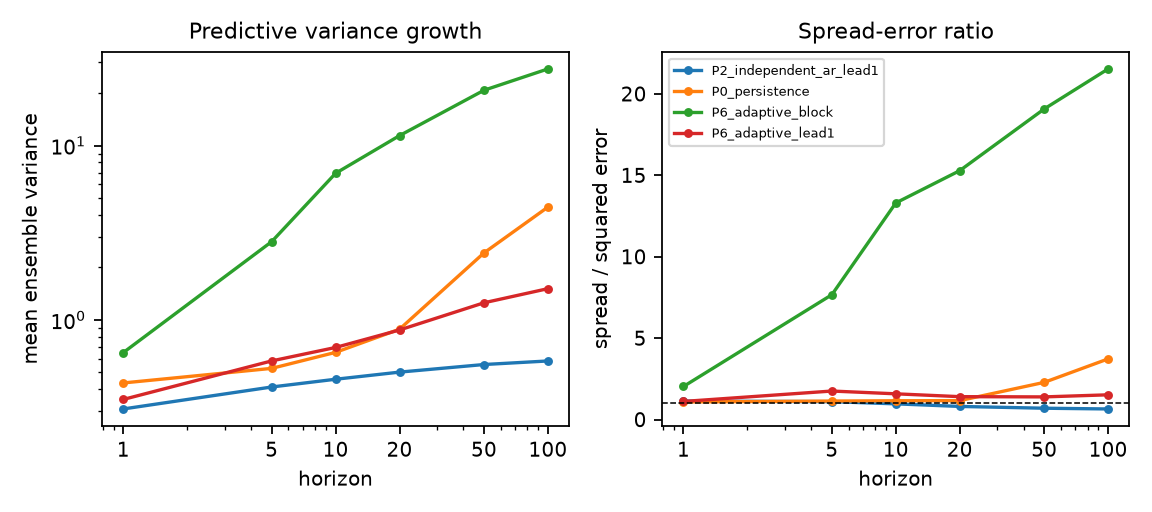 Predictive variance growth
mean ensemble variance
10^1
10^0
1
5
10
20
50
100
horizon
Spread-error ratio
spread / squared error
20
15
10
5
0
P2_independent_ar_lead1
P0_persistence
P6_adaptive_block
P6_adaptive_lead1
1
5
10
20
50
100
horizon